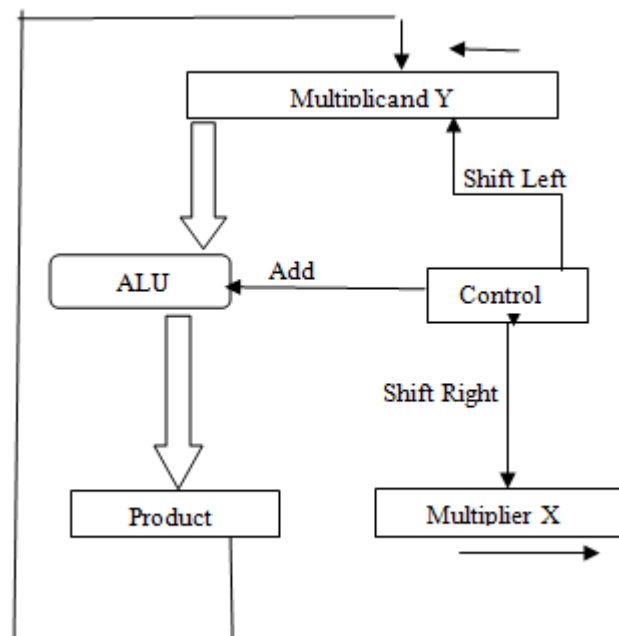 Multiplicand Y
Shift Left
ALU
Add
Control
Shift Right
Product
Multiplier X